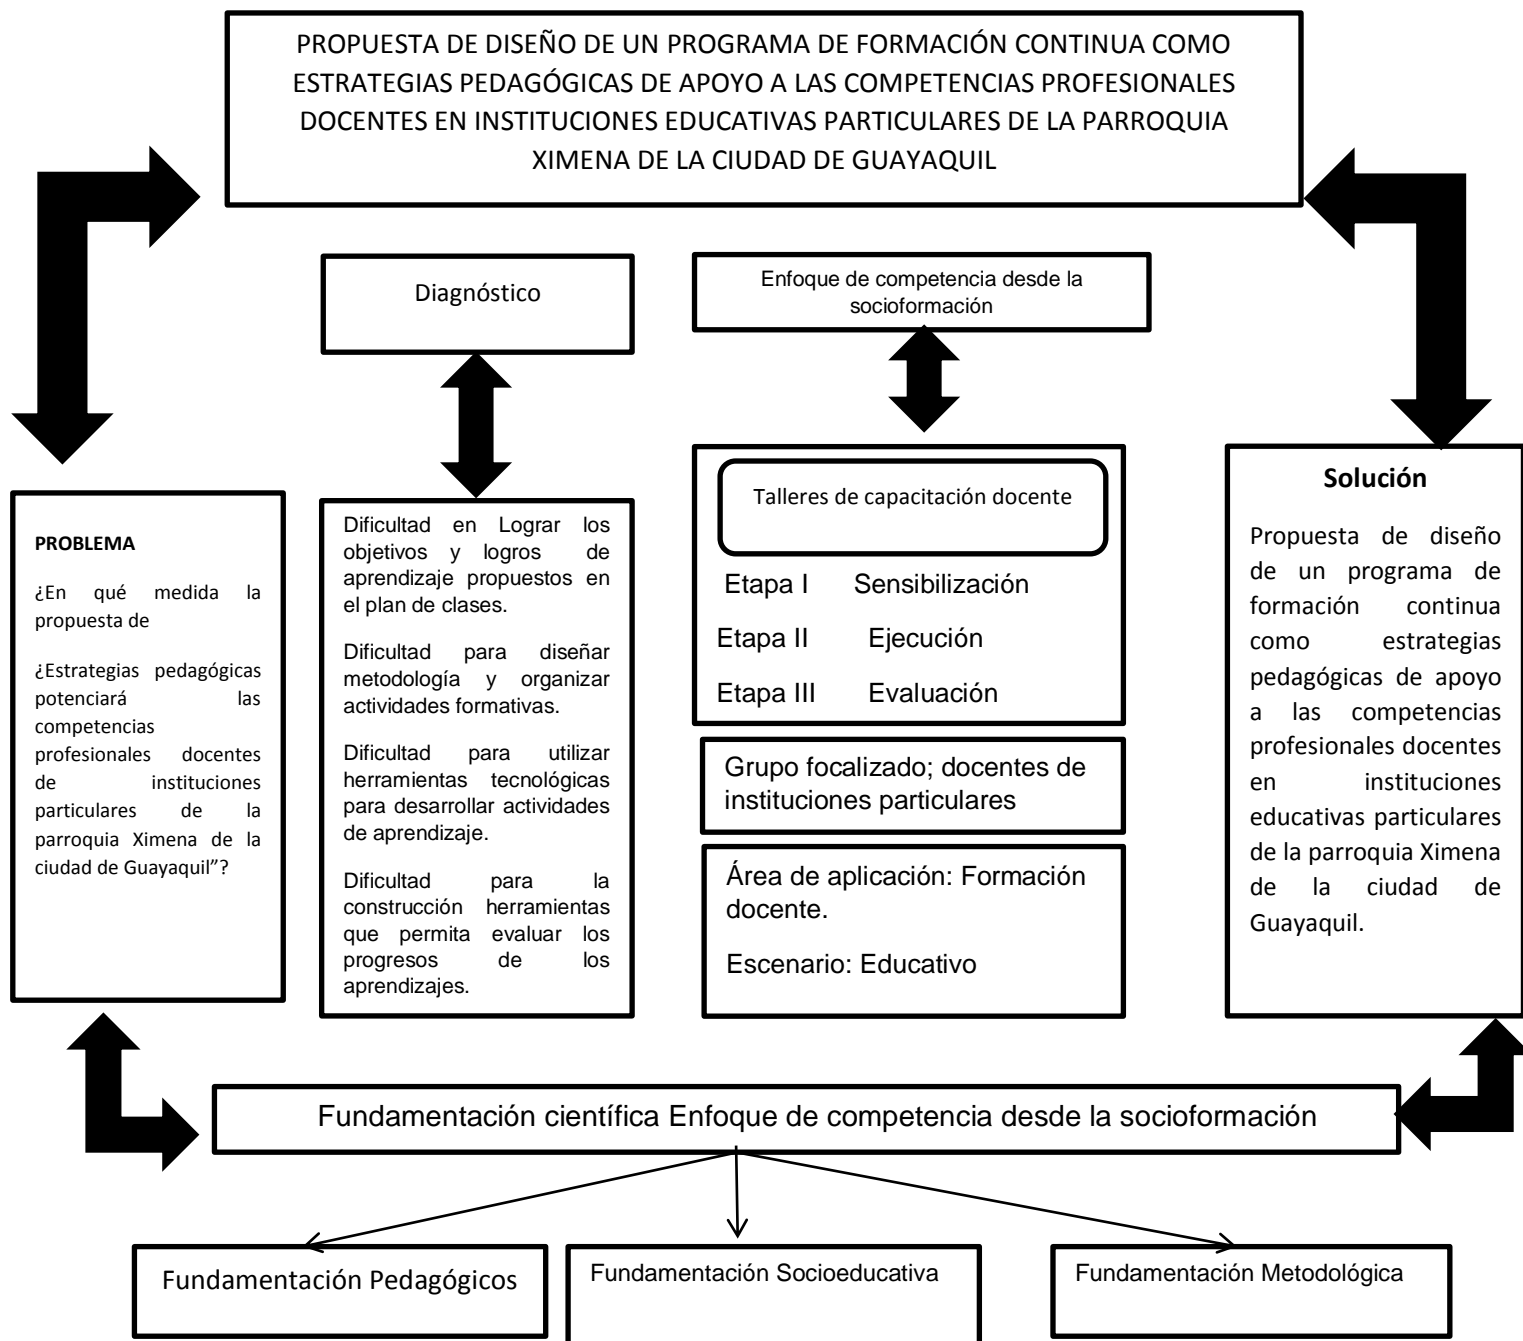 PROPUESTA DE DISEÑO DE UN PROGRAMA DE FORMACIÓN CONTINUA COMO
ESTRATEGIAS PEDAGÓGICAS DE APOYO A LAS COMPETENCIAS PROFESIONALES
DOCENTES EN INSTITUCIONES EDUCATIVAS PARTICULARES DE LA PARROQUIA
XIMENA DE LA CIUDAD DE GUAYAQUIL
Diagnóstico
Enfoque de competencia desde la
socioformación
PROBLEMA
¿En qué medida la
propuesta de
¿Estrategias pedagógicas
potenciará las
competencias
profesionales docentes
de instituciones
particulares de la
parroquia Ximena de la
ciudad de Guayaquil”?
Dificultad en Lograr los
objetivos y logros de
aprendizaje propuestos en
el plan de clases.
Dificultad para diseñar
metodología y organizar
actividades formativas.
Dificultad para utilizar
herramientas tecnológicas
para desarrollar actividades
de aprendizaje.
Dificultad para la
construcción herramientas
que permita evaluar los
progresos de los
aprendizajes.
Talleres de capacitación docente
Etapa I Sensibilización
Etapa II Ejecución
Etapa III Evaluación
Grupo focalizado; docentes de
instituciones particulares
Área de aplicación: Formación
docente.
Escenario: Educativo
Solución
Propuesta de diseño
de un programa de
formación continua
como estrategias
pedagógicas de apoyo
a las competencias
profesionales docentes
en instituciones
educativas particulares
de la parroquia Ximena
de la ciudad de
Guayaquil.
Fundamentación científica Enfoque de competencia desde la socioformación
Fundamentación Pedagógicos
Fundamentación Socioeducativa
Fundamentación Metodológica